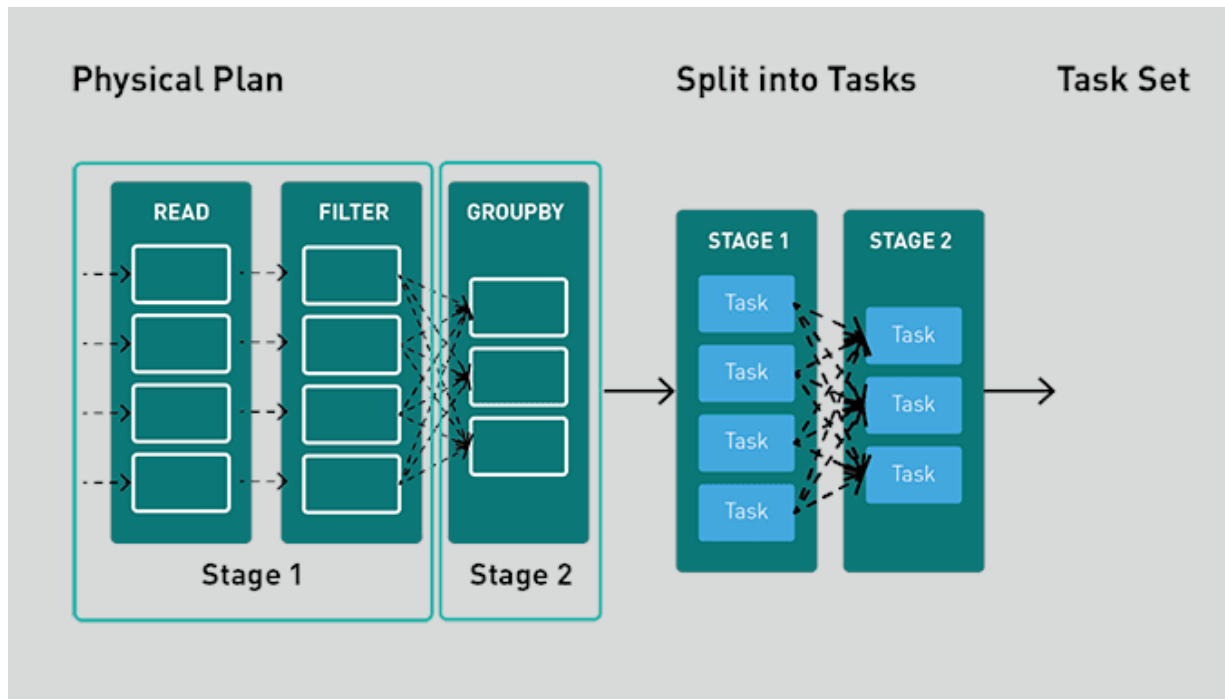 Physical Plan
Split into Tasks
Task Set
READ
FILTER
GROUPBY
Stage 1
Stage 2
STAGE 1
Task
Task
Task
Task
STAGE 2
Task
Task
Task